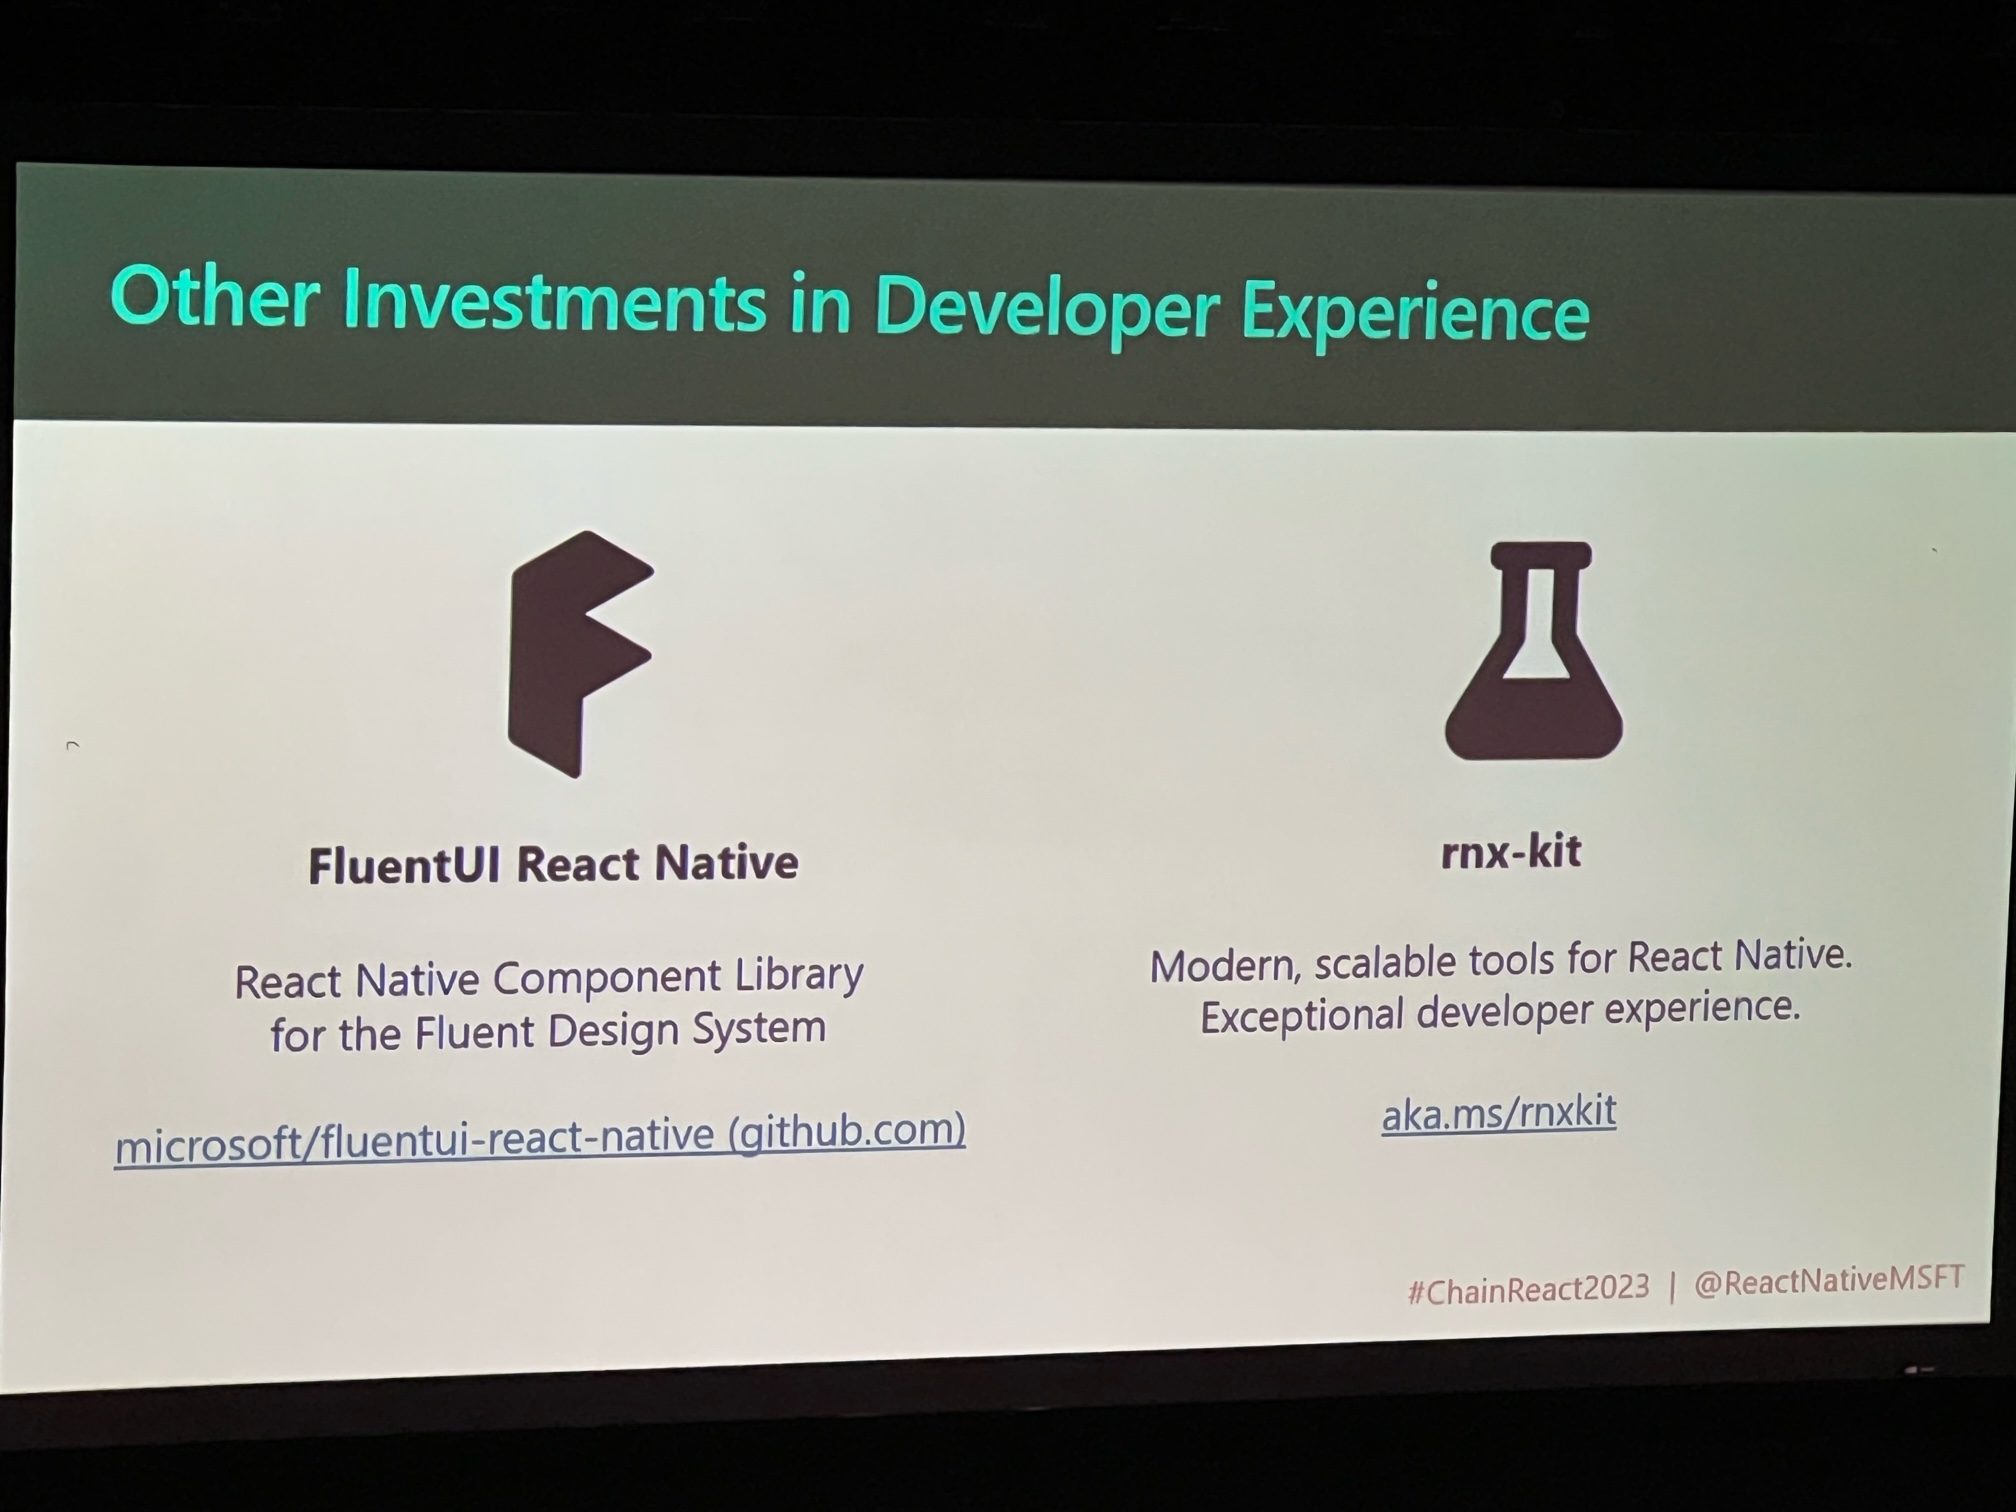 Other Investments in Developer Experience
FluentUI React Native
React Native Component Library
for the Fluent Design System
microsoft/fluentui-react-native (github.com)
rnx-kit
Modern, scalable tools for React Native.
Exceptional developer experience.
aka.ms/rnxkit
#ChainReact2023 | @ReactNativeMSFT